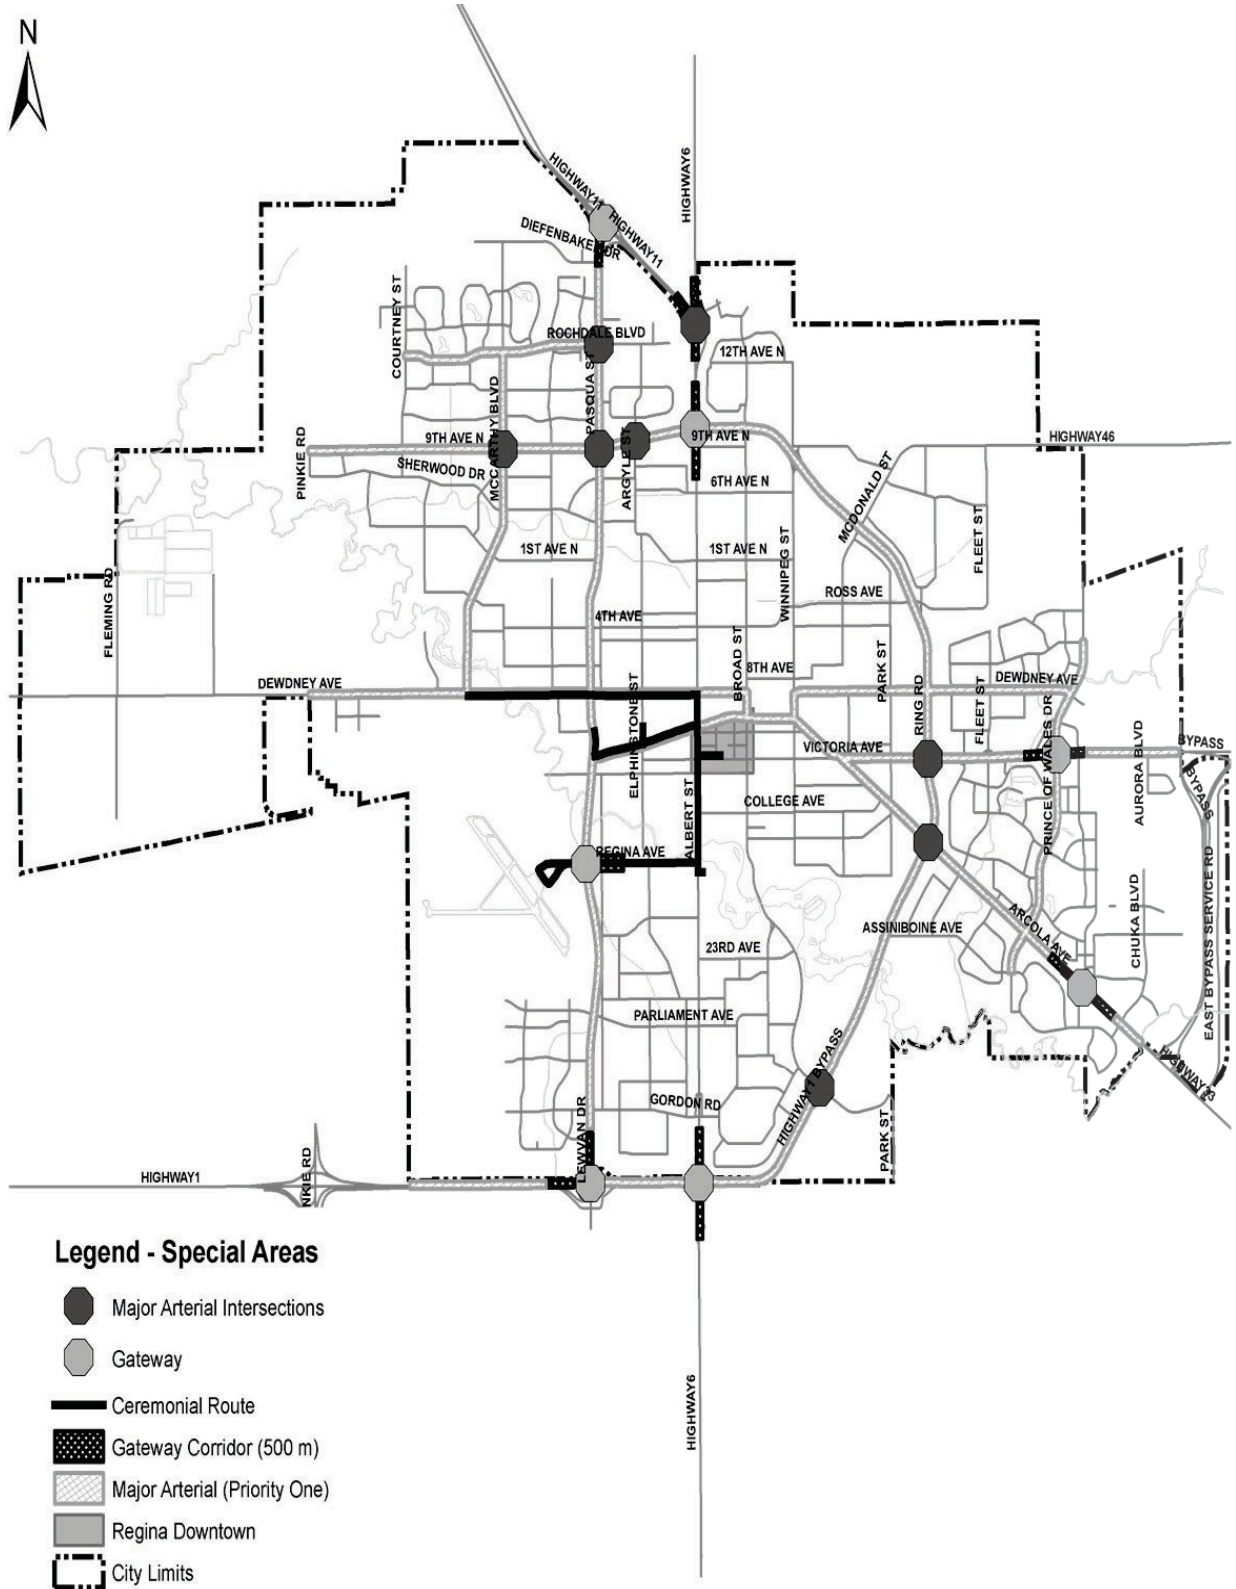 N
HIGHWAY11
HIGHWAY11
HIGHWAY6
DIEFENBAKER DR
COURTNEY ST
ROCHDALE BLVD
12TH AVE N
PASQUA ST
MCCARTHY BLVD
PINKIE RD
9TH AVE N
ARGYLE ST
9TH AVE N
HIGHWAY46
SHERWOOD DR
6TH AVE N
MCDONALD ST
FLEET ST
1ST AVE N
1ST AVE N
WINNIPEG ST
FLEMING RD
ROSS AVE
4TH AVE
BROAD ST
8TH AVE
PARK ST
DEWDNEY AVE
DEWDNEY AVE
ELPHINSTONE ST
RING RD
FLEET ST
PRINCE OF WALES DR
AURORA BLVD
VICTORIA AVE
BYPASS
BYPASS
ALBERT ST
COLLEGE AVE
REGINA AVE
ARCOLA AVE
CHUKA BLVD
EAST BYPASS SERVICE RD
ASSINIBOINE AVE
23RD AVE
PARLIAMENT AVE
HIGHWAY1 BYPASS
HIGHWAY33
GORDON RD
LEWVAN DR
PARK ST
NKIE RD
HIGHWAY1
HIGHWAY6
Legend - Special Areas
Major Arterial Intersections
Gateway
Ceremonial Route
Gateway Corridor (500 m)
Major Arterial (Priority One)
Regina Downtown
City Limits